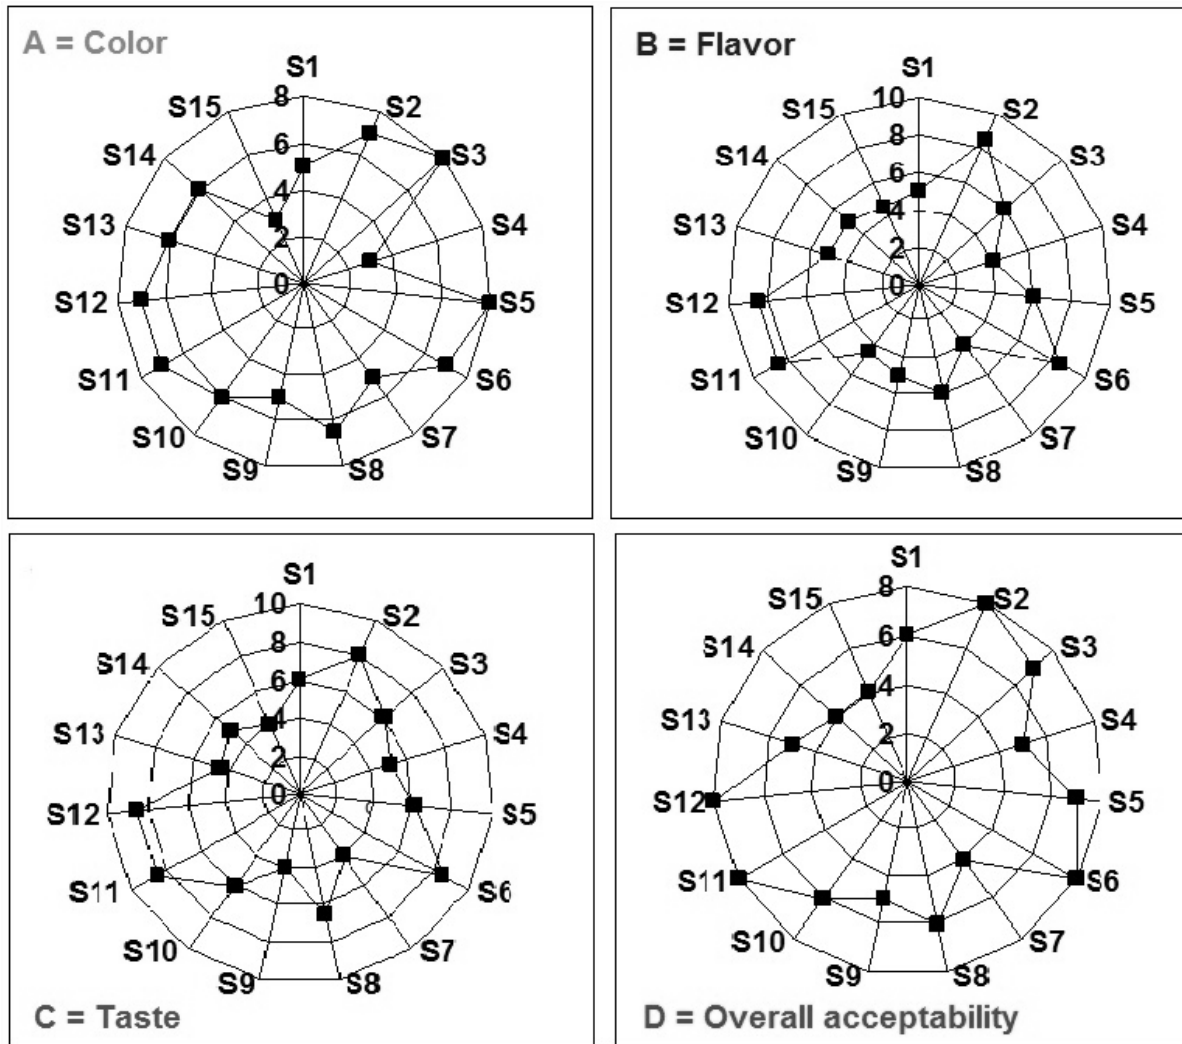 A = Color
S1
8
S15
S2
6
S14
S3
4
S13
S4
2
0
S12
S5
S11
S6
S10
S7
S9
S8
B = Flavor
S1
10
S15
S2
8
S14
S3
6
4
S13
S4
2
0
S12
S5
S11
S6
S10
S7
S9
S8
S1
10
S15
S2
8
S14
S3
6
4
S13
S4
2
0
S12
S5
S11
S6
S10
S7
S9
S8
C = Taste
S1
8
S15
S2
6
S14
S3
4
S13
S4
2
0
S12
S5
S11
S6
S10
S7
S9
S8
D = Overall acceptability